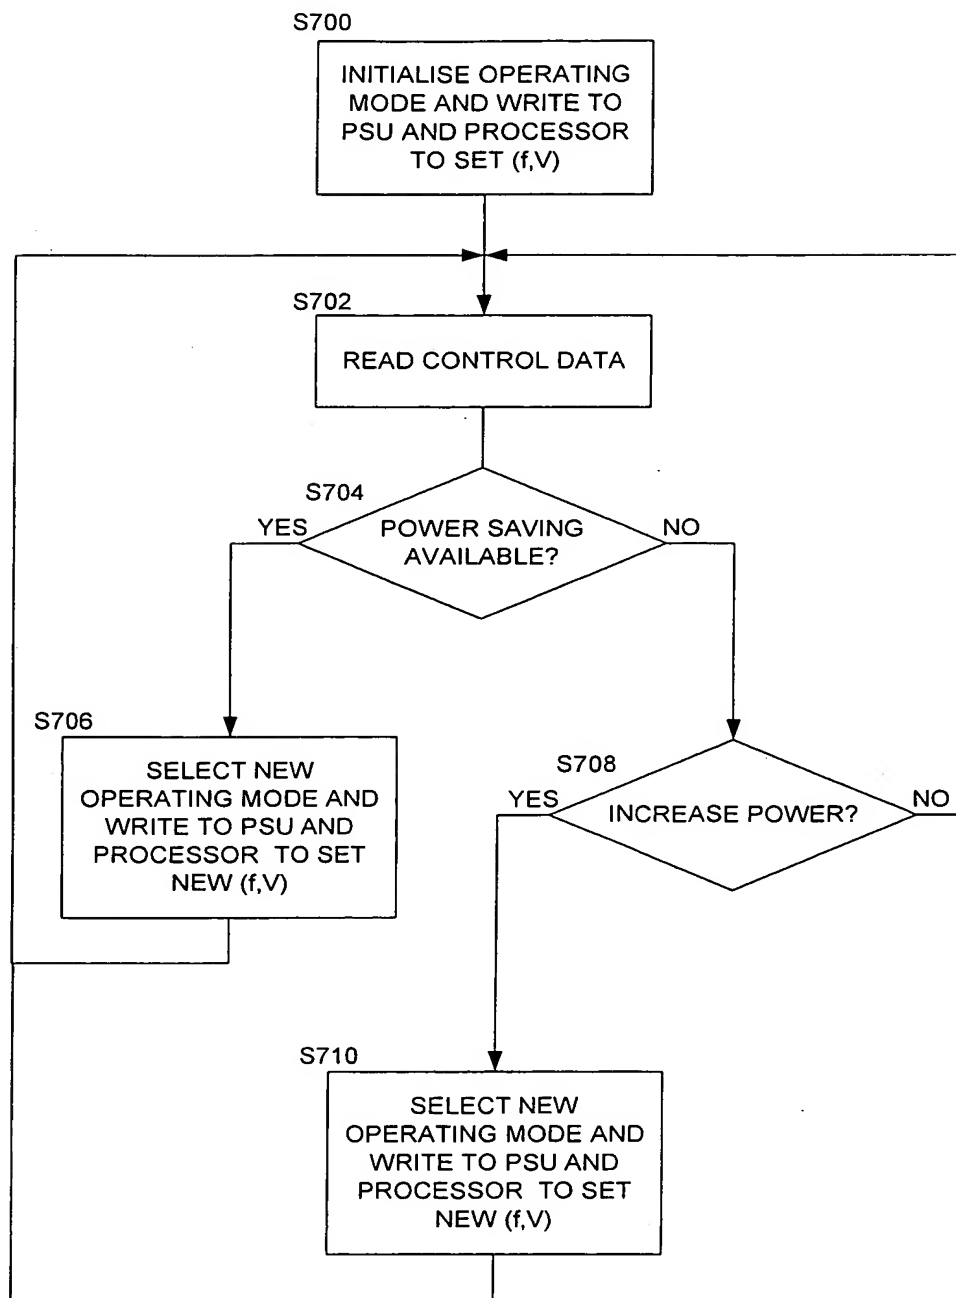 S700
INITIALISE OPERATING
MODE AND WRITE TO
PSU AND PROCESSOR
TO SET (f,V)
S702
READ CONTROL DATA
S704
YES
POWER SAVING
AVAILABLE?
NO
S706
SELECT NEW
OPERATING MODE AND
WRITE TO PSU AND
PROCESSOR TO SET
NEW (f,V)
S708
YES
INCREASE POWER?
NO
S710
SELECT NEW
OPERATING MODE AND
WRITE TO PSU AND
PROCESSOR TO SET
NEW (f,V)